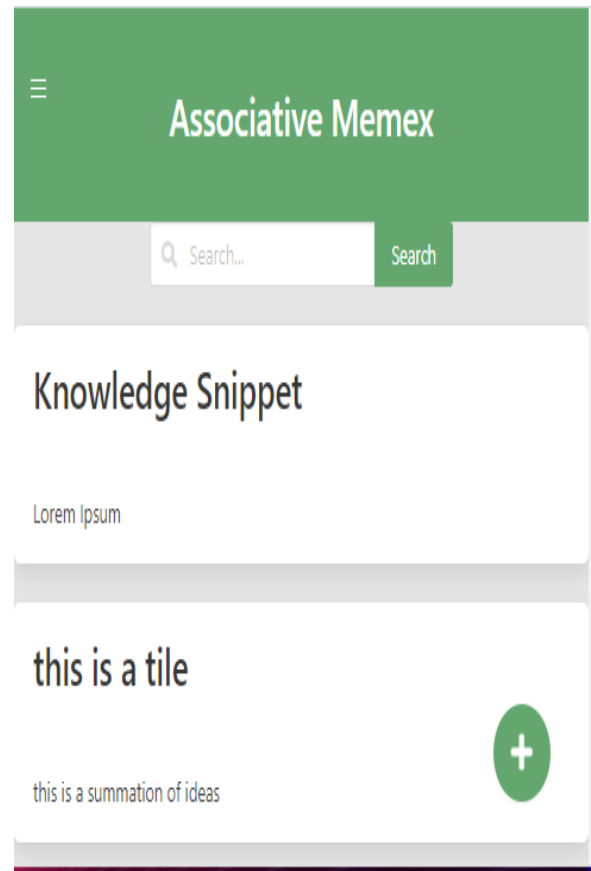 Associative Memex
Search...
Search
Knowledge Snippet
Lorem Ipsum
this is a tile
this is a summation of ideas